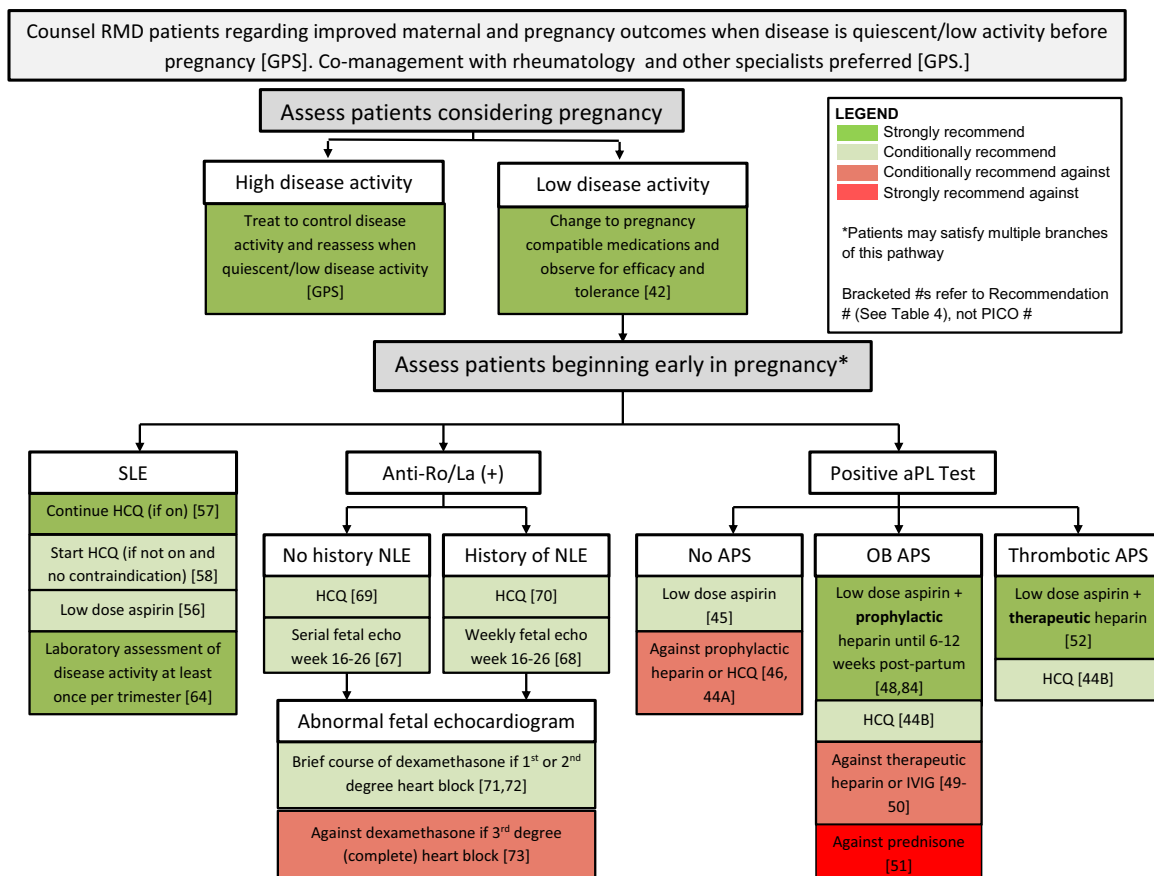 Counsel RMD patients regarding improved maternal and pregnancy outcomes when disease is quiescent/low activity before
pregnancy [GPS]. Co-management with rheumatology and other specialists preferred [GPS.]
Assess patients considering pregnancy
High disease activity
Treat to control disease
activity and reassess when
quiescent/low disease activity
[GPS]
Low disease activity
Change to pregnancy
compatible medications and
observe for efficacy and
tolerance [42]
LEGEND
Strongly recommend
Conditionally recommend
Conditionally recommend against
Strongly recommend against
*Patients may satisfy multiple branches
of this pathway
Bracketed #s refer to Recommendation
# (See Table 4), not PICO #
Assess patients beginning early in pregnancy*
SLE
Continue HCQ (if on) [57]
Start HCQ (if not on and
no contraindication) [58]
Low dose aspirin [56]
Laboratory assessment of
disease activity at least
once per trimester [64]
Anti-Ro/La (+)
No history NLE
HCQ [69]
Serial fetal echo
week 16-26 [67]
History of NLE
HCQ [70]
Weekly fetal echo
week 16-26 [68]
Abnormal fetal echocardiogram
Brief course of dexamethasone if 1st or 2nd
degree heart block [71,72]
Against dexamethasone if 3rd degree
(complete) heart block [73]
Positive aPL Test
No APS
Low dose aspirin
[45]
Against prophylactic
heparin or HCQ [46,
44A]
OB APS
Low dose aspirin +
prophylactic
heparin until 6-12
weeks post-partum
[48,84]
HCQ [44B]
Against therapeutic
heparin or IVIG [49-
50]
Against prednisone
[51]
Thrombotic APS
Low dose aspirin +
therapeutic heparin
[52]
HCQ [44B]